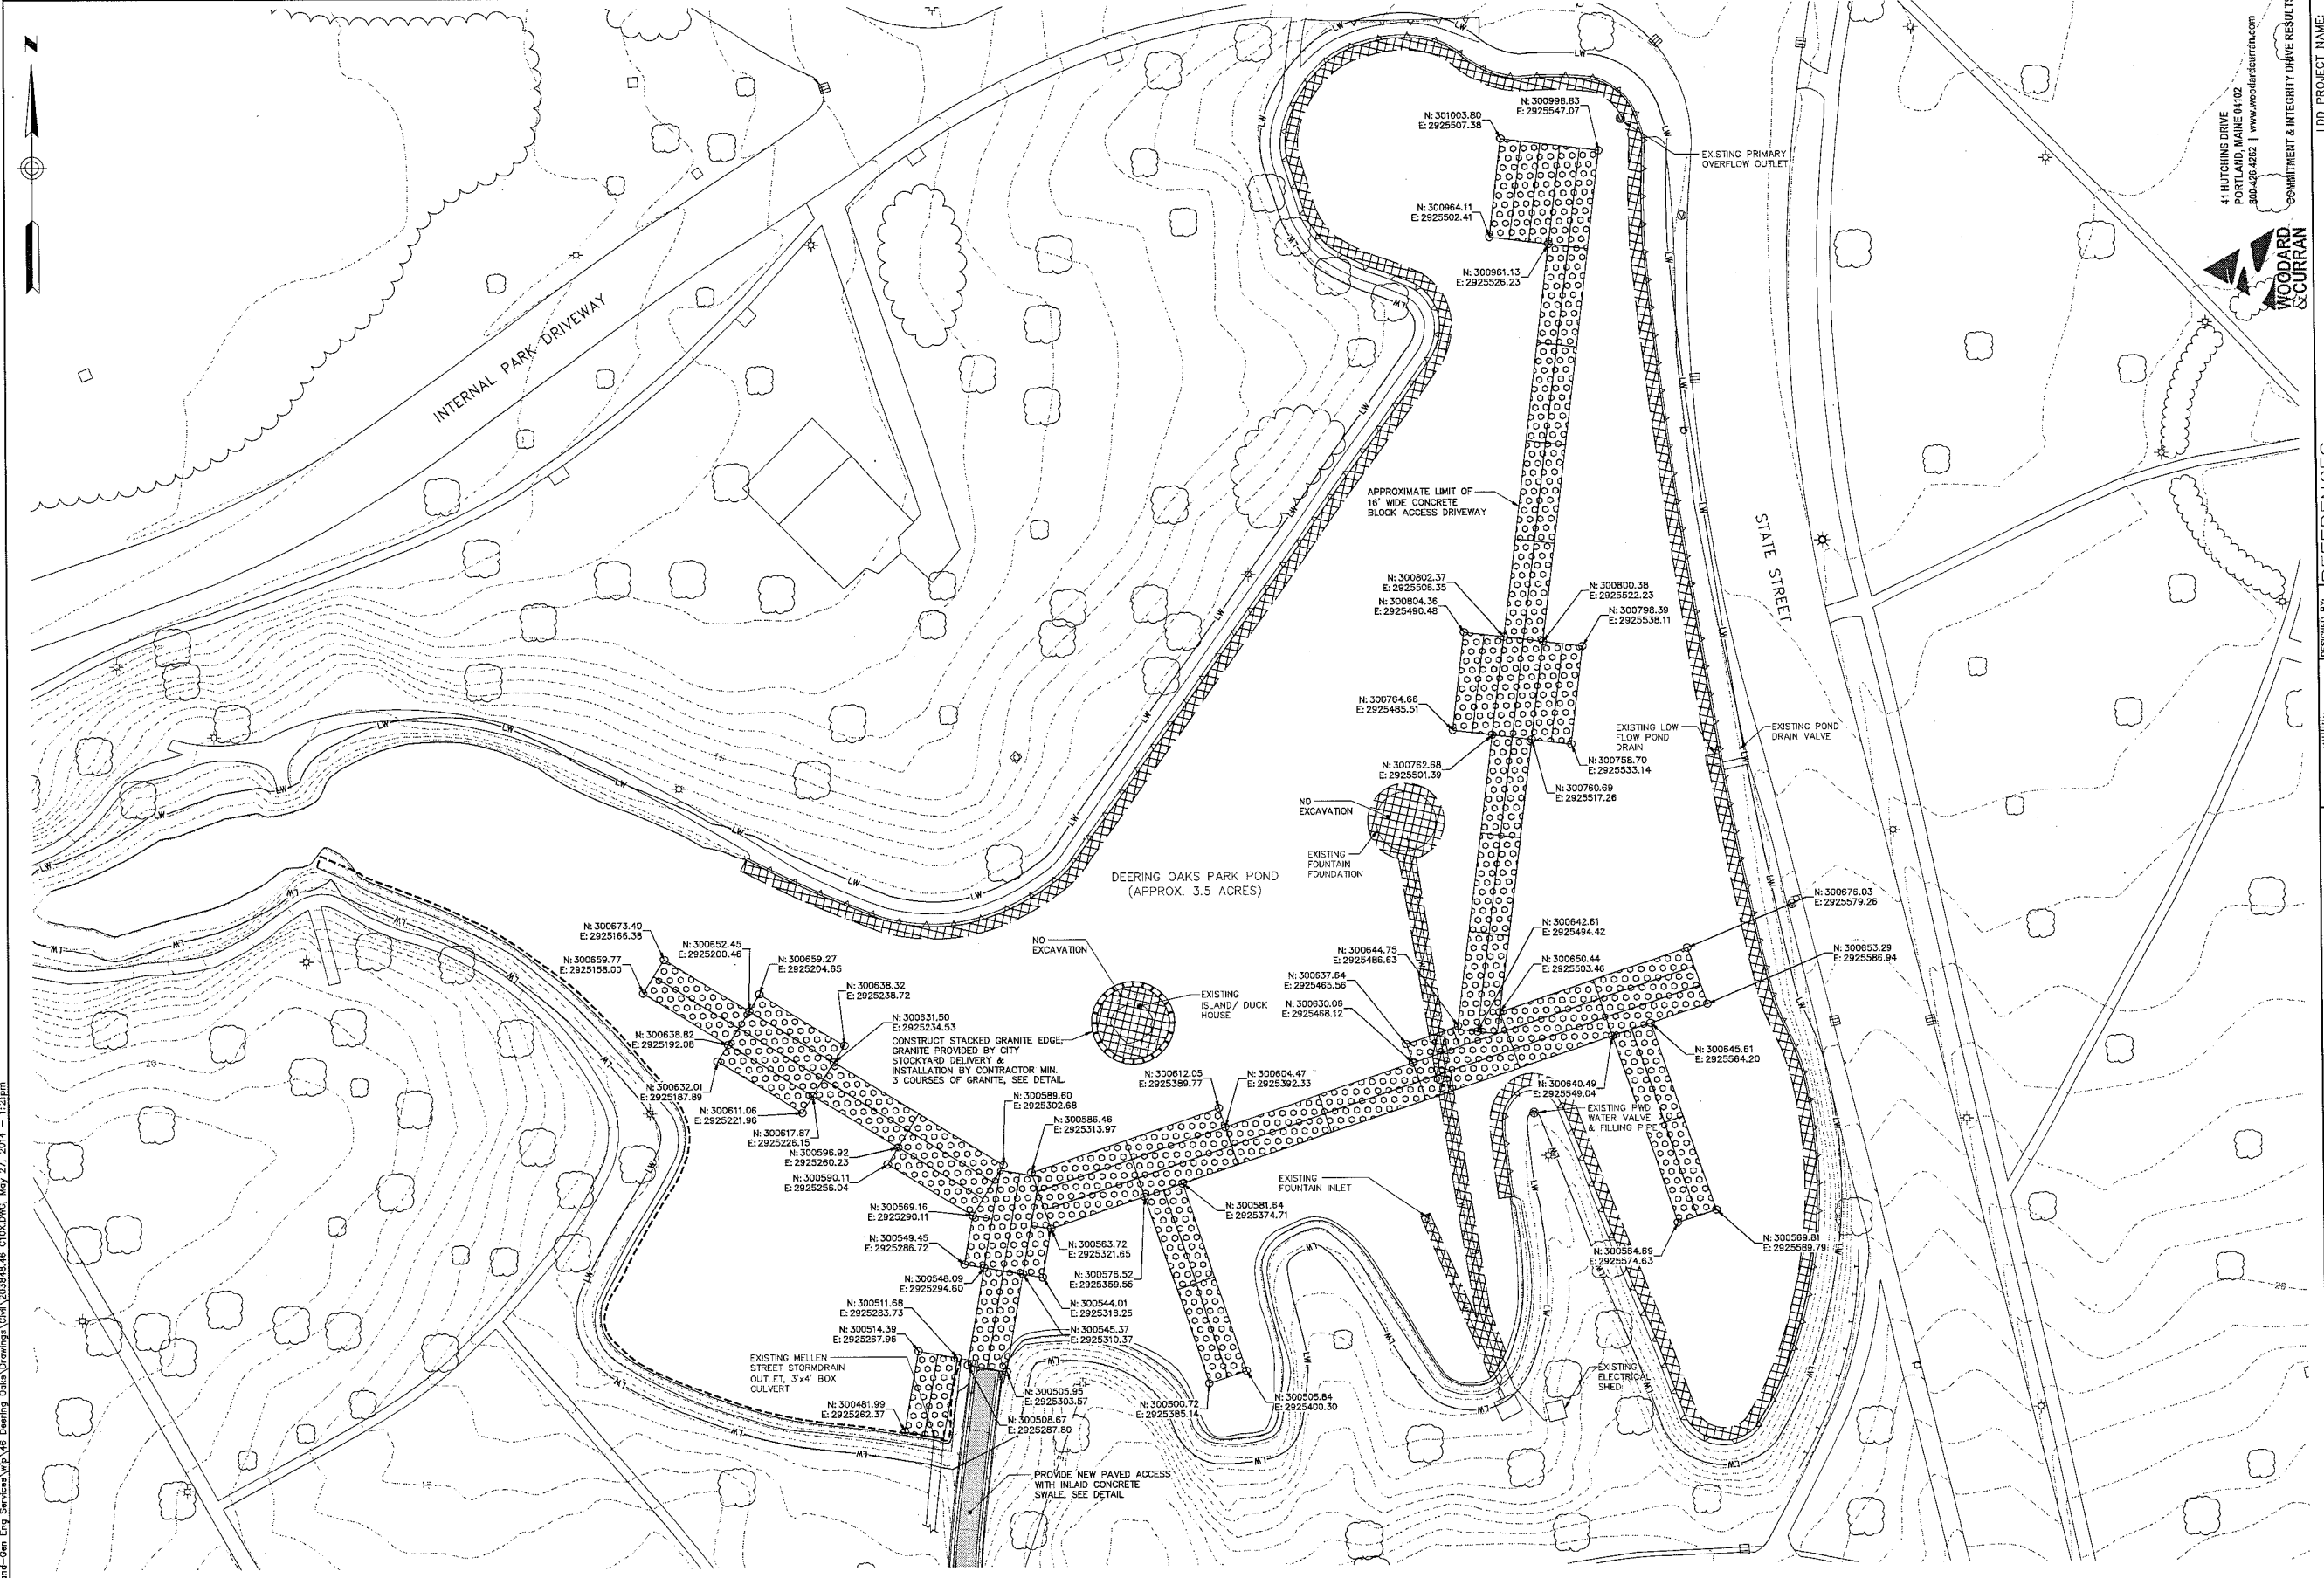 N
N: 300998.83
E: 2925547.07
N: 301003.80
E: 2925507.38
EXISTING PRIMARY
OVERFLOW OUTLET
N: 300964.11
E: 2925502.41
N: 300961.13
E: 2925526.23
INTERNAL PARK DRIVEWAY
41 HUTCHINS DRIVE
PORTLAND, MAINE 04102
800.426.4262 | www.woodardcurran.com
COMMITMENT & INTEGRITY DRIVE RESULTS
WOODARD
&CURRAN
LDD PROJECT NAME:
APPROXIMATE LIMIT OF
16' WIDE CONCRETE
BLOCK ACCESS DRIVEWAY
STATE STREET
N: 300802.37
E: 2925506.35
N: 300804.36
E: 2925490.48
N: 300800.38
E: 2925522.23
N: 300798.39
E: 2925538.11
N: 300764.66
E: 2925485.51
EXISTING LOW
FLOW POND
DRAIN
EXISTING POND
DRAIN VALVE
N: 300762.68
E: 2925501.39
N: 300758.70
E: 2925533.14
N: 300760.69
E: 2925517.26
NO
EXCAVATION
EXISTING
FOUNTAIN
FOUNDATION
DEERING OAKS PARK POND
(APPROX. 3.5 ACRES)
N: 300676.03
E: 2925579.26
N: 300673.40
E: 2925166.38
N: 300652.45
E: 2925200.46
N: 300659.77
E: 2925158.00
N: 300659.27
E: 2925204.65
N: 300638.32
E: 2925238.72
NO
EXCAVATION
N: 300642.61
E: 2925494.42
N: 300644.75
E: 2925486.63
N: 300650.44
E: 2925503.46
N: 300653.29
E: 2925586.94
N: 300637.64
E: 2925465.56
N: 300630.06
E: 2925468.12
EXISTING
ISLAND/ DUCK
HOUSE
N: 300631.50
E: 2925234.53
CONSTRUCT STACKED GRANITE EDGE,
GRANITE PROVIDED BY CITY
STOCKYARD DELIVERY &
INSTALLATION BY CONTRACTOR MIN.
3 COURSES OF GRANITE, SEE DETAIL.
N: 300638.82
E: 2925192.08
N: 300645.61
E: 2925564.20
N: 300632.01
E: 2925187.89
N: 300612.05
E: 2925389.77
N: 300604.47
E: 2925392.33
N: 300640.49
E: 2925549.04
N: 300611.06
E: 2925221.96
N: 300589.60
E: 2925302.68
EXISTING PWD
WATER VALVE
& FILLING PIPE
N: 300617.87
E: 2925226.15
N: 300586.46
E: 2925313.97
N: 300596.92
E: 2925260.23
N: 300590.11
E: 2925256.04
EXISTING
FOUNTAIN INLET
N: 300569.16
E: 2925290.11
N: 300581.64
E: 2925374.71
N: 300549.45
E: 2925286.72
N: 300563.72
E: 2925321.65
N: 300569.81
E: 2925589.79
N: 300564.69
E: 2925574.63
N: 300548.09
E: 2925294.60
N: 300576.52
E: 2925359.55
N: 300511.68
E: 2925283.73
N: 300544.01
E: 2925318.25
N: 300514.39
E: 2925267.96
N: 300545.37
E: 2925310.37
EXISTING MELLEN
STREET STORMDRAIN
OUTLET, 3'x4' BOX
CULVERT
EXISTING
ELECTRICAL
SHED
N: 300505.95
E: 2925303.57
N: 300500.72
E: 2925385.14
N: 300505.84
E: 2925400.30
N: 300481.99
E: 2925262.37
N: 300508.67
E: 2925287.80
PROVIDE NEW PAVED ACCESS
WITH INLAID CONCRETE
SWALE, SEE DETAIL